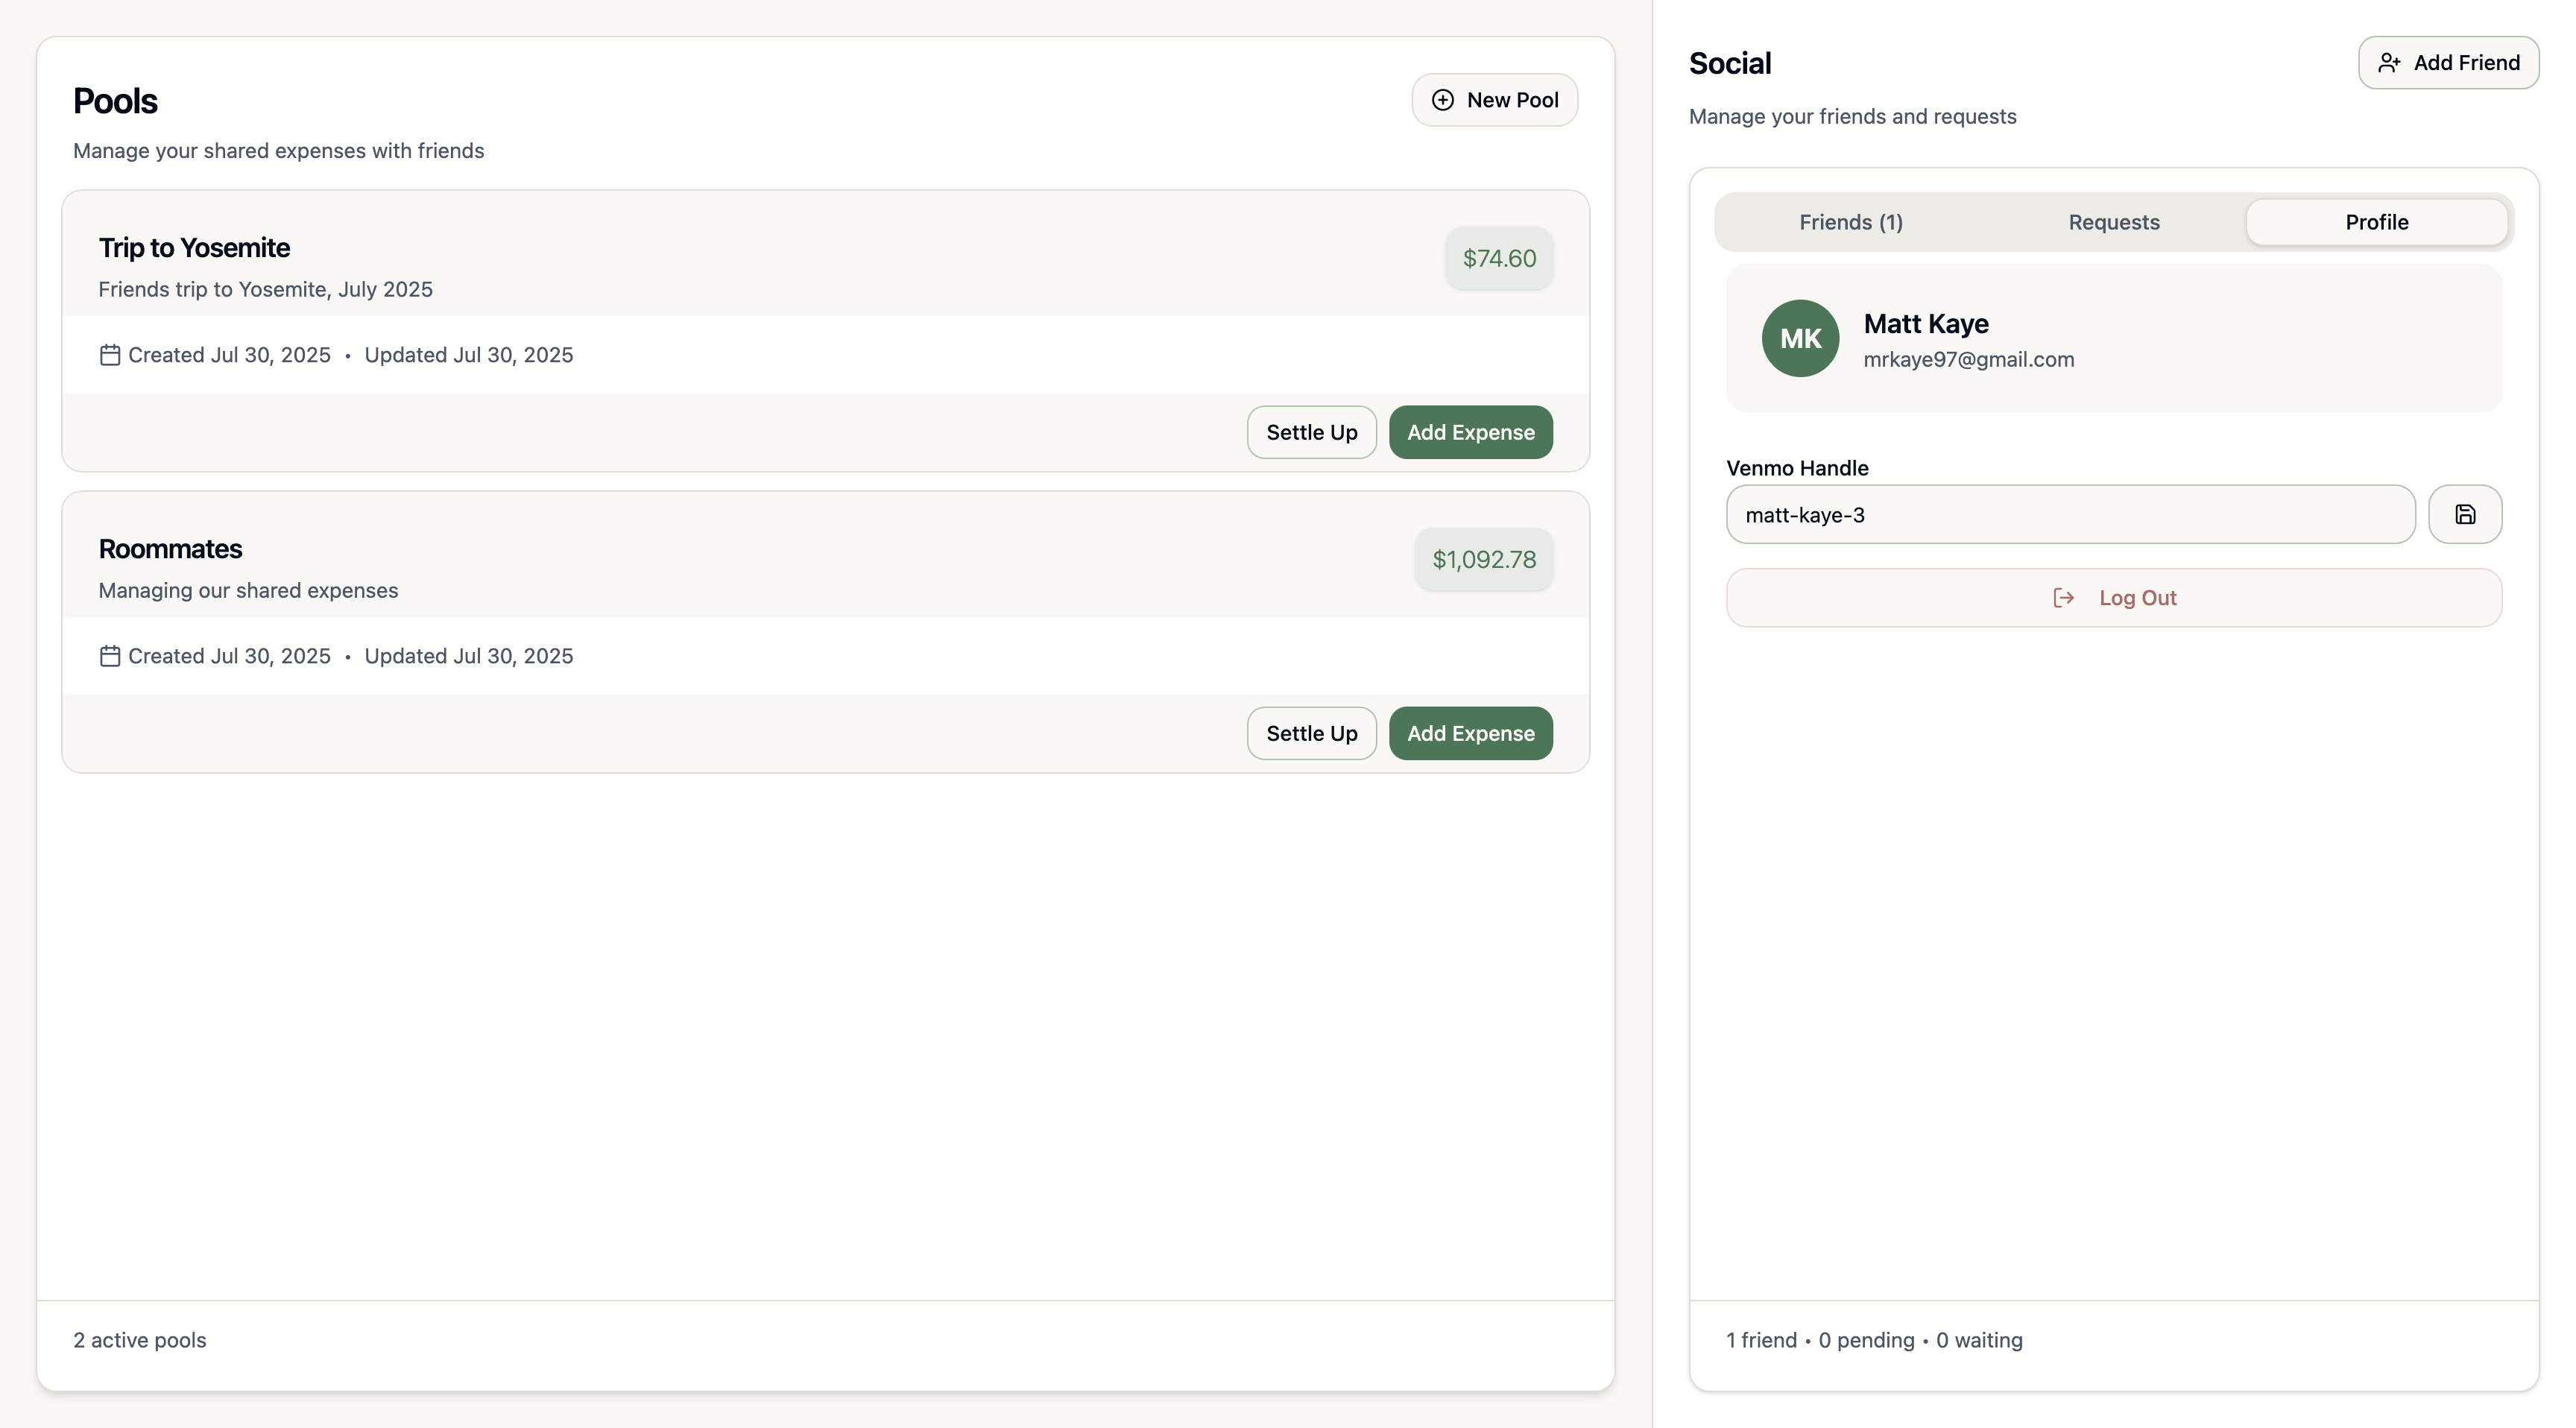 Pools
New Pool
Manage your shared expenses with friends
Trip to Yosemite
$74.60
Friends trip to Yosemite, July 2025
Created Jul 30, 2025 • Updated Jul 30, 2025
Settle Up
Add Expense
Roommates
$1,092.78
Managing our shared expenses
Created Jul 30, 2025 • Updated Jul 30, 2025
Settle Up
Add Expense
2 active pools
Social
Add Friend
Manage your friends and requests
Friends (1)
Requests
Profile
MK
Matt Kaye
mrkaye97@gmail.com
Venmo Handle
matt-kaye-3
Log Out
1 friend • 0 pending • 0 waiting